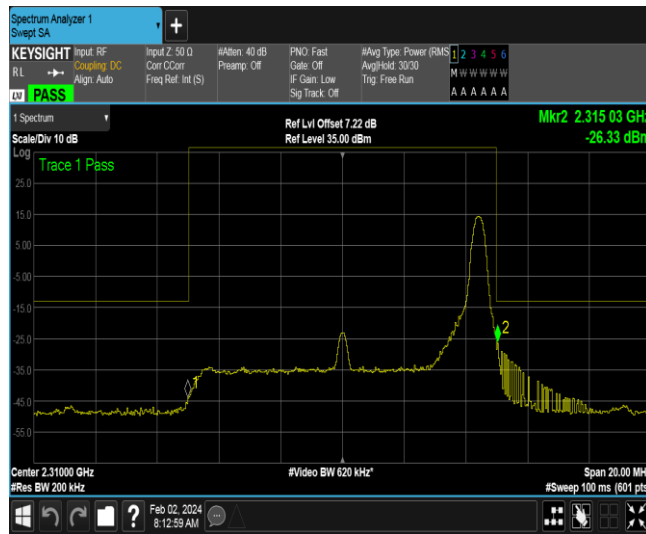 Spectrum Analyzer 1
Swept SA
+
KEYSIGHT
RL
LXI
PASS
Input: RF
Coupling: DC
Align: Auto
Input Z: 50 Ω
Corr CCorr
Freq Ref: Int (S)
#Atten: 40 dB
Preamp: Off
PNO: Fast
Gate: Off
IF Gain: Low
Sig Track: Off
#Avg Type: Power (RMS
Avg|Hold: 30/30
Trig: Free Run
1 2 3 4 5 6
M W W W W W
A A A A A A
1 Spectrum
Scale/Div 10 dB
Ref Lvl Offset 7.22 dB
Ref Level 35.00 dBm
Mkr2 2.315 03 GHz
-26.33 dBm
Log
Trace 1 Pass
25.0
15.0
5.00
-5.00
-15.0
-25.0
-35.0
-45.0
-55.0
1
2
Center 2.31000 GHz
#Res BW 200 kHz
#Video BW 620 kHz*
Span 20.00 MH
#Sweep 100 ms (601 pts
?
Feb 02, 2024
8:12:59 AM